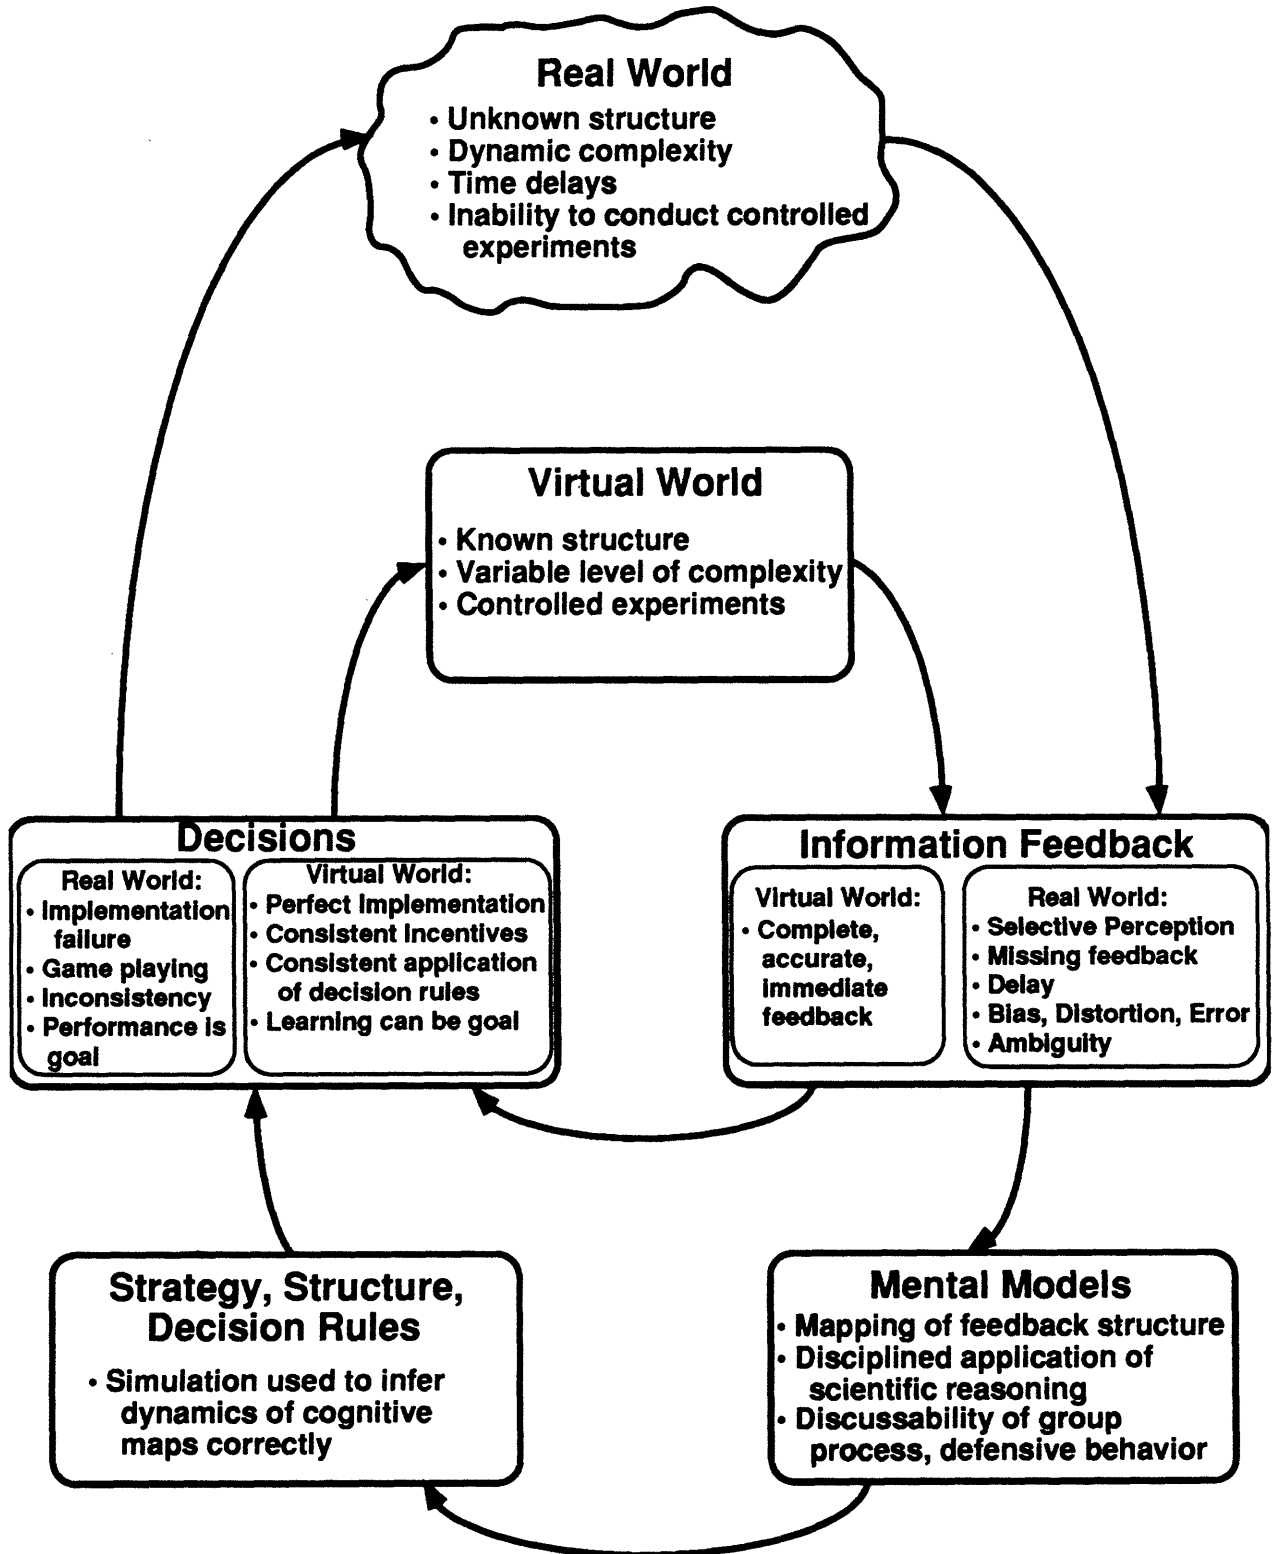 Real World
• Unknown structure
• Dynamic complexity
• Time delays
• Inability to conduct controlled
experiments
Virtual World
• Known structure
• Variable level of complexity
• Controlled experiments
Decisions
Real World:
• Implementation
failure
• Game playing
• Inconsistency
• Performance is
goal
Virtual World:
• Perfect Implementation
• Consistent Incentives
• Consistent application
of decision rules
• Learning can be goal
Information Feedback
Virtual World:
• Complete,
accurate,
immediate
feedback
Real World:
• Selective Perception
• Missing feedback
• Delay
• Bias, Distortion, Error
• Ambiguity
Strategy, Structure,
Decision Rules
• Simulation used to infer
dynamics of cognitive
maps correctly
Mental Models
• Mapping of feedback structure
• Disciplined application of
scientific reasoning
• Discussability of group
process, defensive behavior